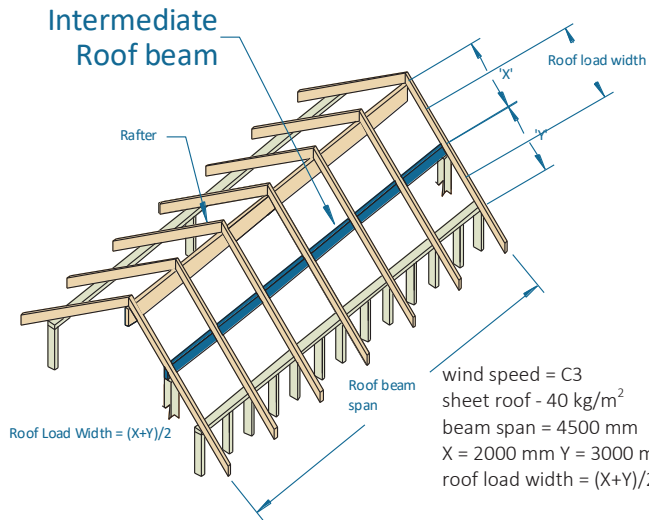 Intermediate
Roof beam
'X'
Roof load width
Rafter
'Y'
Roof beam
span
Roof Load Width = (X+Y)/2
wind speed = C3
sheet roof - 40 kg/m²
beam span = 4500 mm
X = 2000 mm Y = 3000 m
roof load width = (X+Y)/2